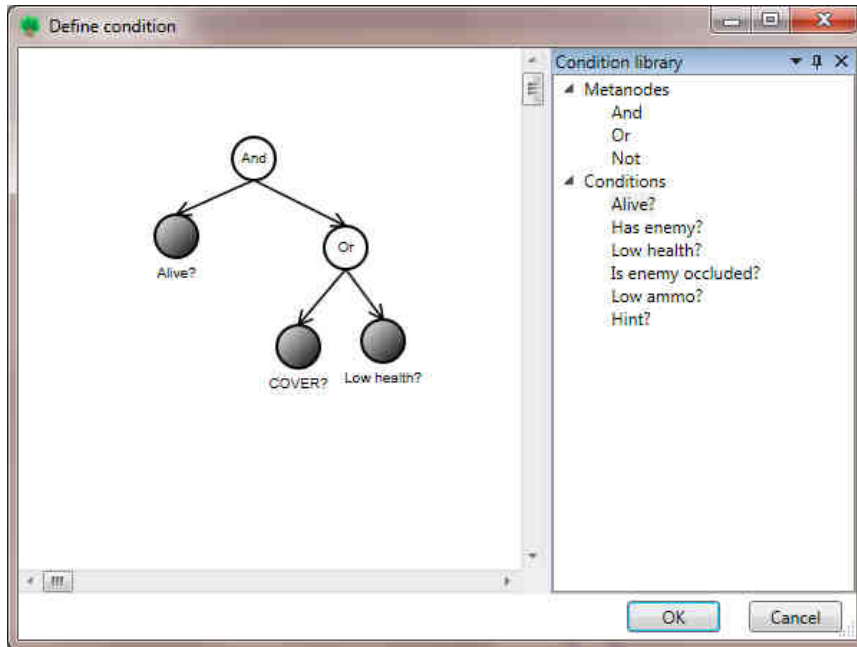 Define condition
And
Alive?
Or
COVER?
Low health?
Condition library
Metanodes
And
Or
Not
Conditions
Alive?
Has enemy?
Low health?
Is enemy occluded?
Low ammo?
Hint?
OK
Cancel